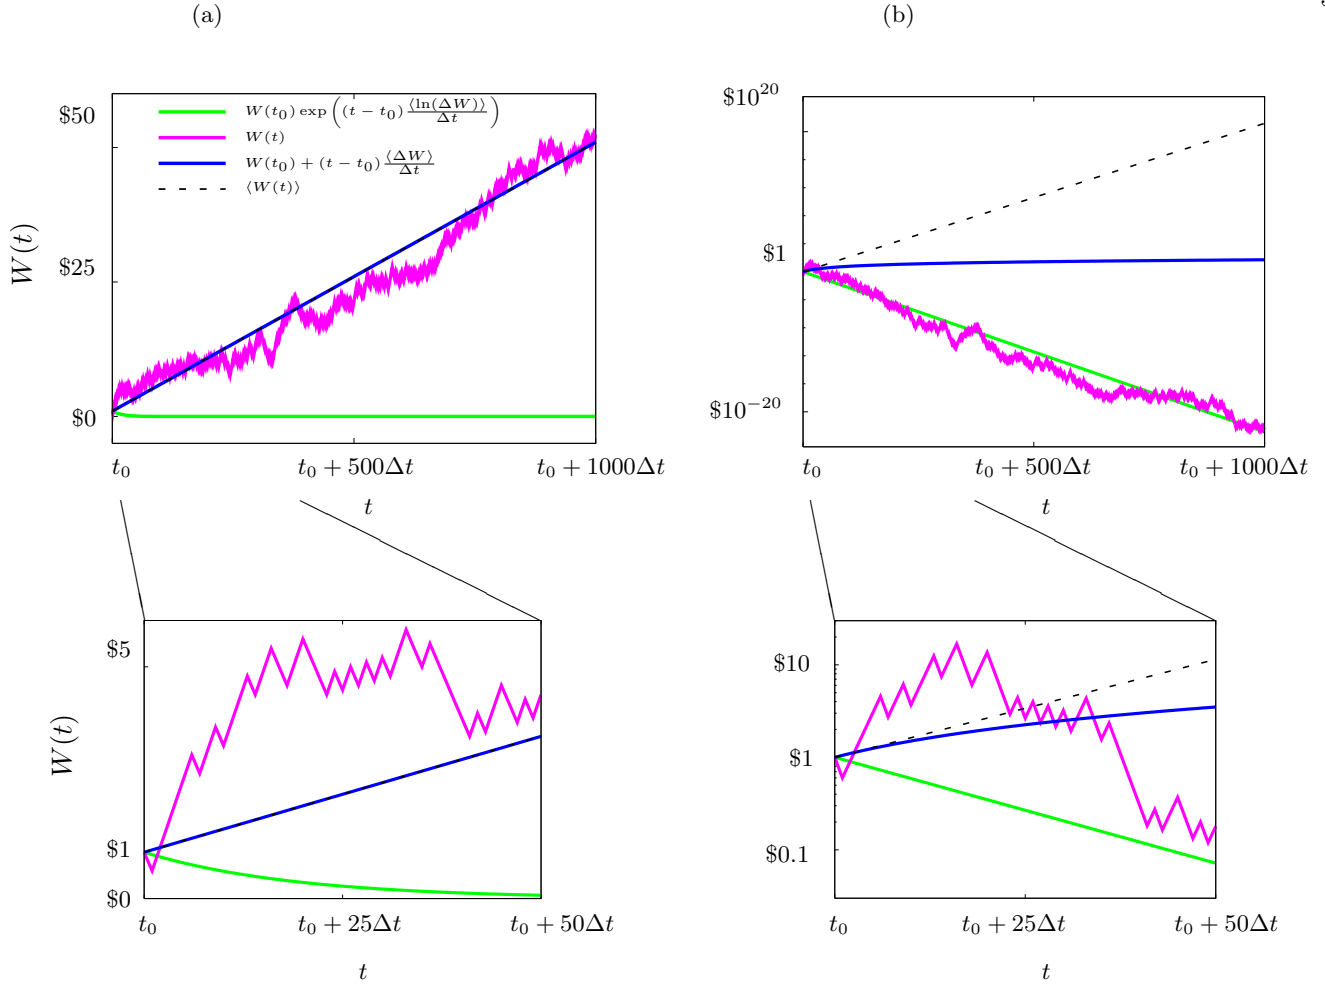 (a)
(b)
$50
$25
$0
W(t)
W(t₀) exp((t − t₀) ⟨ln(ΔW)⟩/Δt)
W(t)
W(t₀) + (t − t₀) ⟨ΔW⟩/Δt
⟨W(t)⟩
t₀ t₀ + 500Δt t₀ + 1000Δt
t
$10²⁰
$1
$10⁻²⁰
t₀ t₀ + 500Δt t₀ + 1000Δt
t
$5
$1
$0
W(t)
t₀ t₀ + 25Δt t₀ + 50Δt
t
$10
$1
$0.1
t₀ t₀ + 25Δt t₀ + 50Δt
t